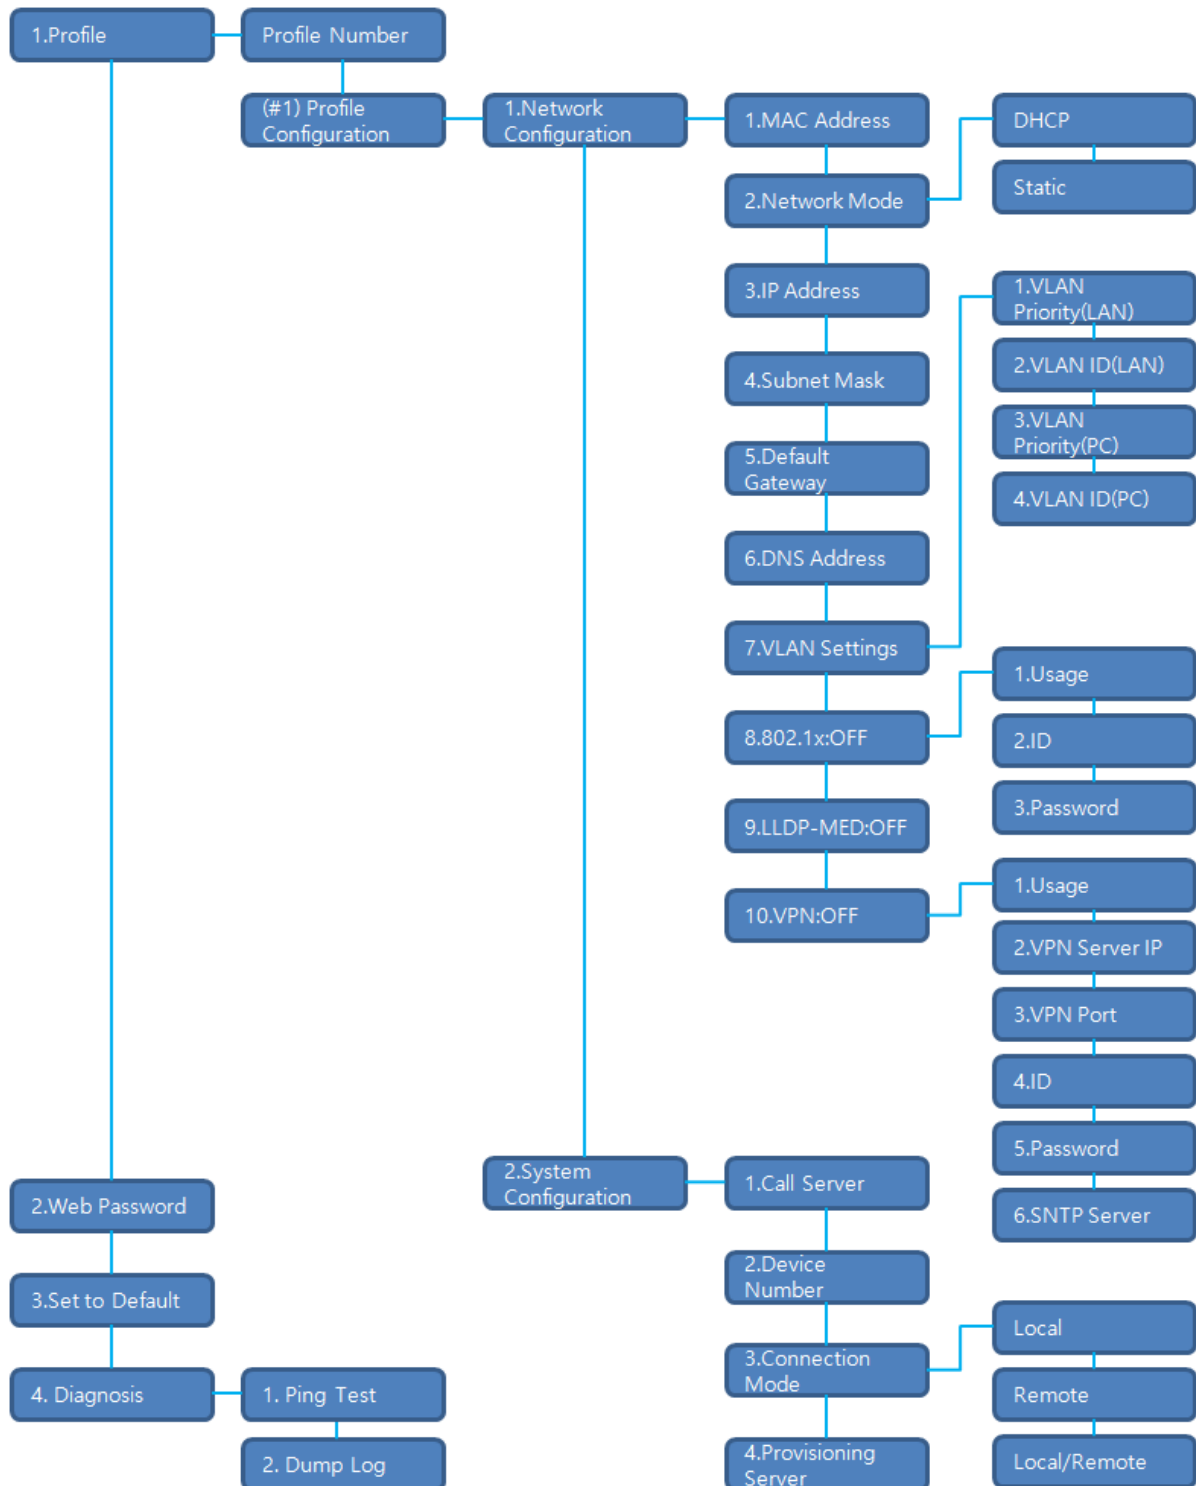 1.Profile
Profile Number
(#1) Profile
Configuration
1.Network
Configuration
1.MAC Address
DHCP
Static
2.Network Mode
3.IP Address
4.Subnet Mask
5.Default
Gateway
6.DNS Address
7.VLAN Settings
1.VLAN
Priority(LAN)
2.VLAN ID(LAN)
3.VLAN
Priority(PC)
4.VLAN ID(PC)
8.802.1x:OFF
1.Usage
2.ID
3.Password
9.LLDP-MED:OFF
10.VPN:OFF
1.Usage
2.VPN Server IP
3.VPN Port
4.ID
5.Password
6.SNTP Server
2.System
Configuration
1.Call Server
2.Device
Number
3.Connection
Mode
Local
Remote
Local/Remote
4.Provisioning
Server
2.Web Password
3.Set to Default
4. Diagnosis
1. Ping Test
2. Dump Log